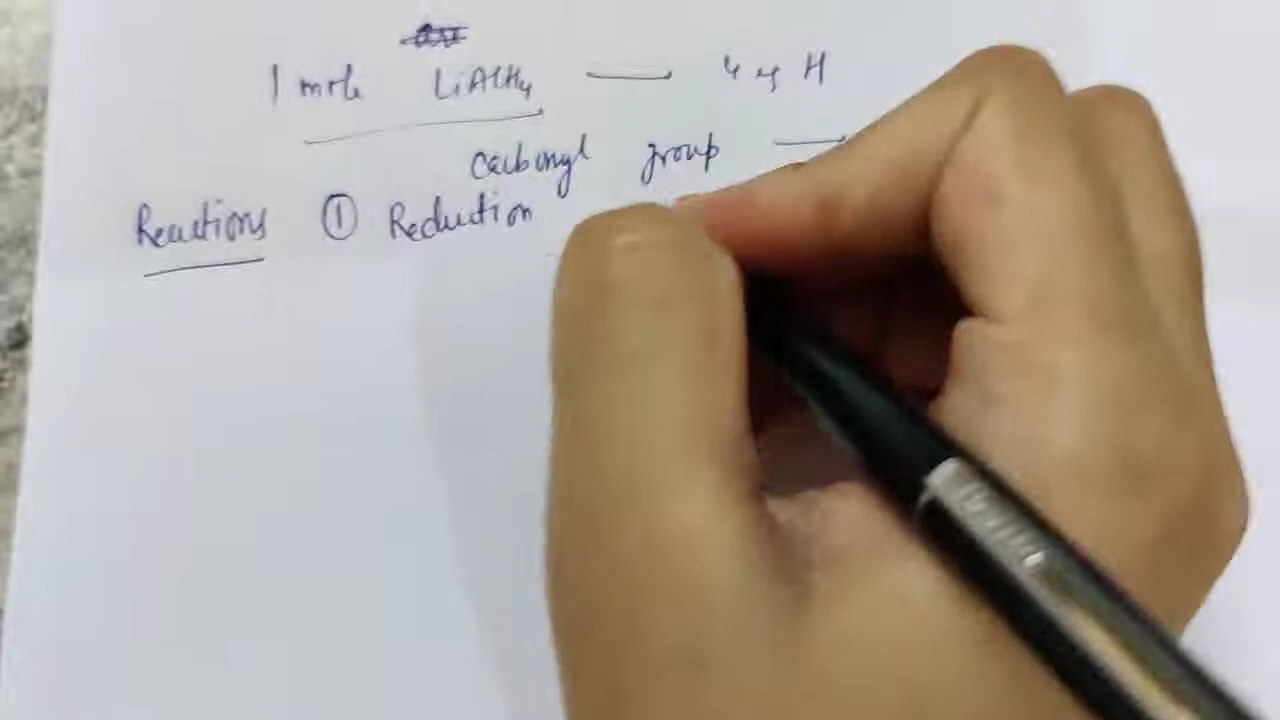 1 mole LiAlH4 — 4 H
Carbonyl group —
Reactions ① Reduction